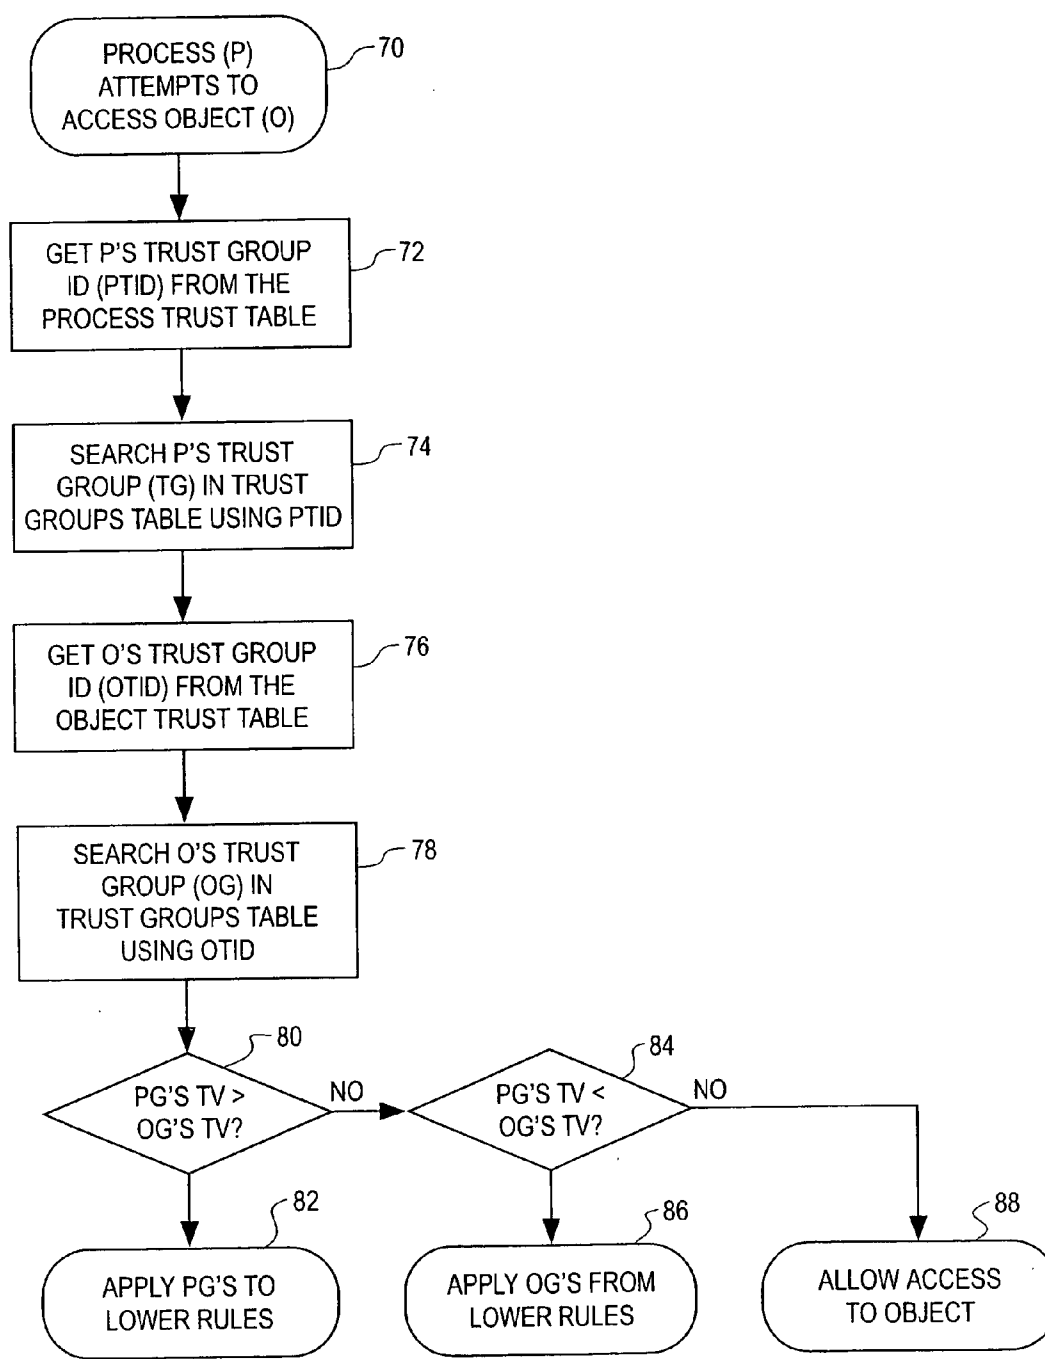 PROCESS (P)
ATTEMPTS TO
ACCESS OBJECT (O)
70
GET P'S TRUST GROUP
ID (PTID) FROM THE
PROCESS TRUST TABLE
72
SEARCH P'S TRUST
GROUP (TG) IN TRUST
GROUPS TABLE USING PTID
74
GET O'S TRUST GROUP
ID (OTID) FROM THE
OBJECT TRUST TABLE
76
SEARCH O'S TRUST
GROUP (OG) IN
TRUST GROUPS TABLE
USING OTID
78
PG'S TV >
OG'S TV?
80
NO
PG'S TV <
OG'S TV?
84
NO
APPLY PG'S TO
LOWER RULES
82
APPLY OG'S FROM
LOWER RULES
86
ALLOW ACCESS
TO OBJECT
88